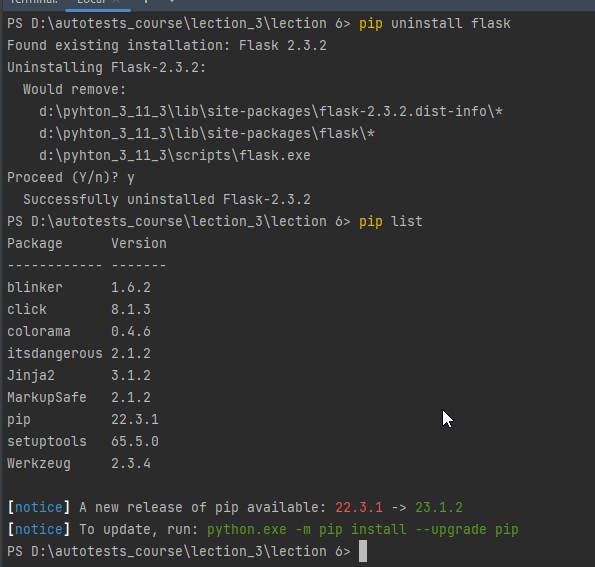 Terminal: Local × + ⌄
PS D:\autotests_course\lection_3\lection 6> pip uninstall flask
Found existing installation: Flask 2.3.2
Uninstalling Flask-2.3.2:
  Would remove:
    d:\pyhton_3_11_3\lib\site-packages\flask-2.3.2.dist-info\*
    d:\pyhton_3_11_3\lib\site-packages\flask\*
    d:\pyhton_3_11_3\scripts\flask.exe
Proceed (Y/n)? y
  Successfully uninstalled Flask-2.3.2
PS D:\autotests_course\lection_3\lection 6> pip list
Package      Version
------------ -------
blinker      1.6.2
click        8.1.3
colorama     0.4.6
itsdangerous 2.1.2
Jinja2       3.1.2
MarkupSafe   2.1.2
pip          22.3.1
setuptools   65.5.0
Werkzeug     2.3.4

[notice] A new release of pip available: 22.3.1 -> 23.1.2
[notice] To update, run: python.exe -m pip install --upgrade pip
PS D:\autotests_course\lection_3\lection 6>